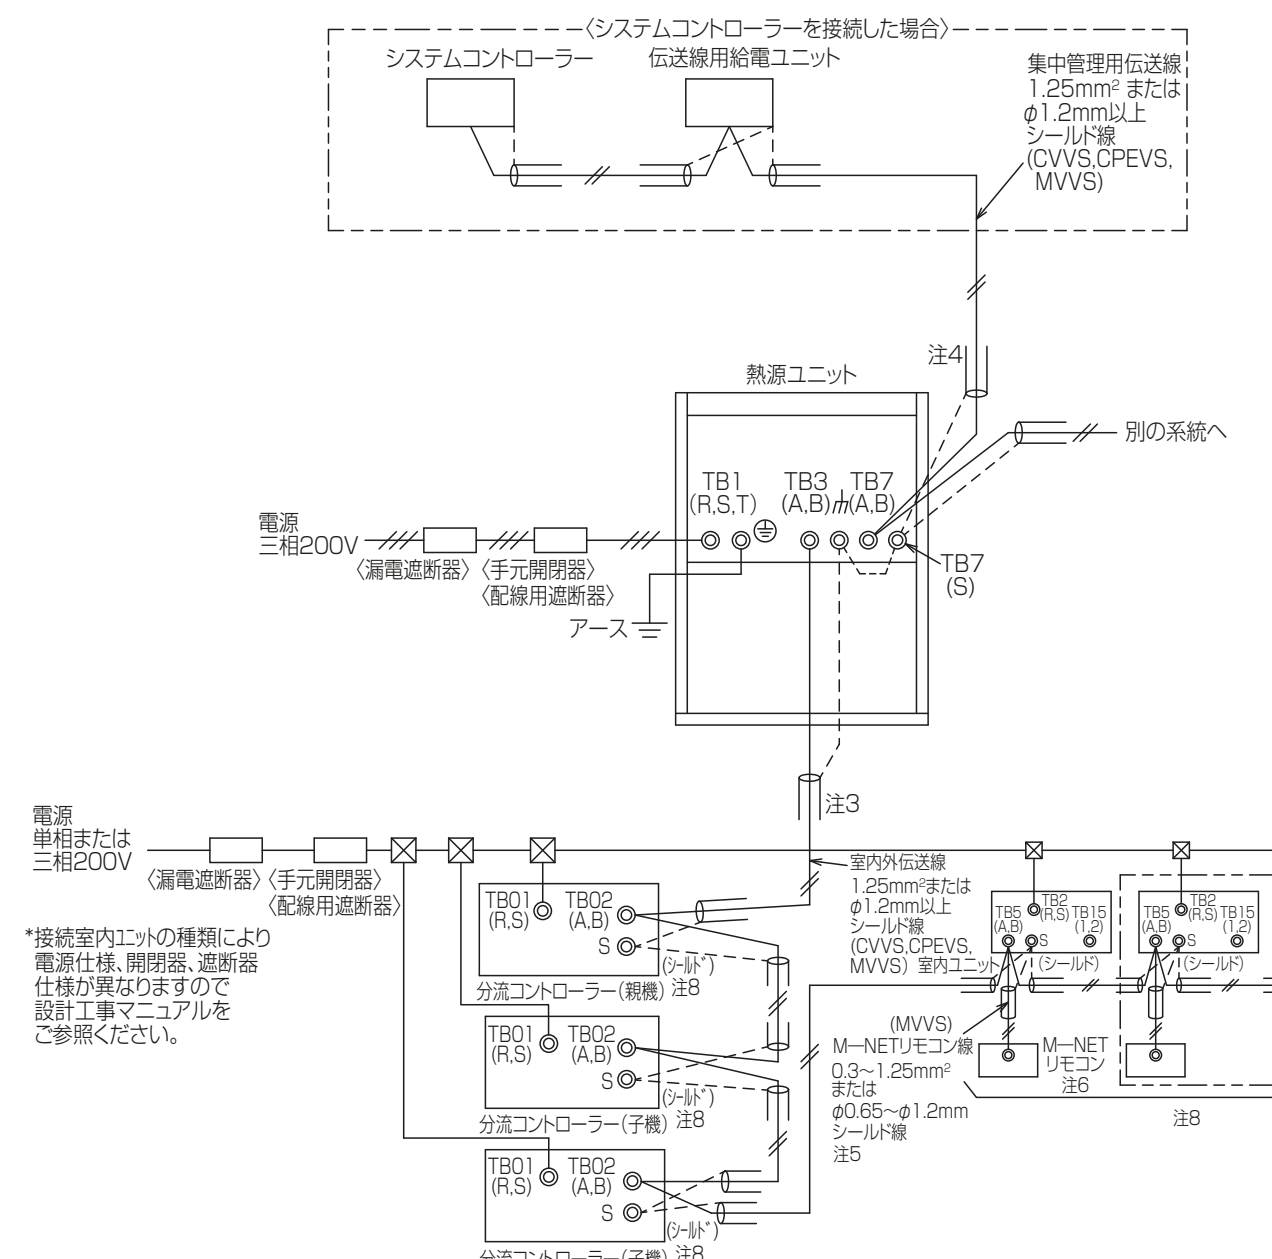 〈システムコントローラーを接続した場合〉
システムコントローラー
伝送線用給電ユニット
集中管理用伝送線
1.25mm² または
φ1.2mm以上
シールド線
(CVVS,CPEVS,
MVVS)
注4
熱源ユニット
別の系統へ
TB1
(R,S,T)
TB3
(A,B)
TB7
(A,B)
TB7
(S)
電源
三相200V
〈漏電遮断器〉
〈手元開閉器〉
〈配線用遮断器〉
アース
注3
電源
単相または
三相200V
〈漏電遮断器〉
〈手元開閉器〉
〈配線用遮断器〉
*接続室内ユニットの種類により
電源仕様、開閉器、遮断器
仕様が異なりますので
設計工事マニュアルを
ご参照ください。
TB01
(R,S)
TB02
(A,B)
S
(シールド)
分流コントローラー(親機)
注8
TB01
(R,S)
TB02
(A,B)
S
(シールド)
分流コントローラー(子機)
注8
TB01
(R,S)
TB02
(A,B)
S
(シールド)
分流コントローラー(子機)
注8
室内外伝送線
1.25mm²または
φ1.2mm以上
シールド線
(CVVS,CPEVS,
MVVS)
室内ユニット
TB5
(A,B)
TB2
(R,S)
TB15
(1,2)
S
(シールド)
TB5
(A,B)
TB2
(R,S)
TB15
(1,2)
S
(シールド)
(MVVS)
M―NETリモコン線
0.3〜1.25mm²
または
φ0.65〜φ1.2mm
シールド線
注5
M―NET
リモコン
注6
注8